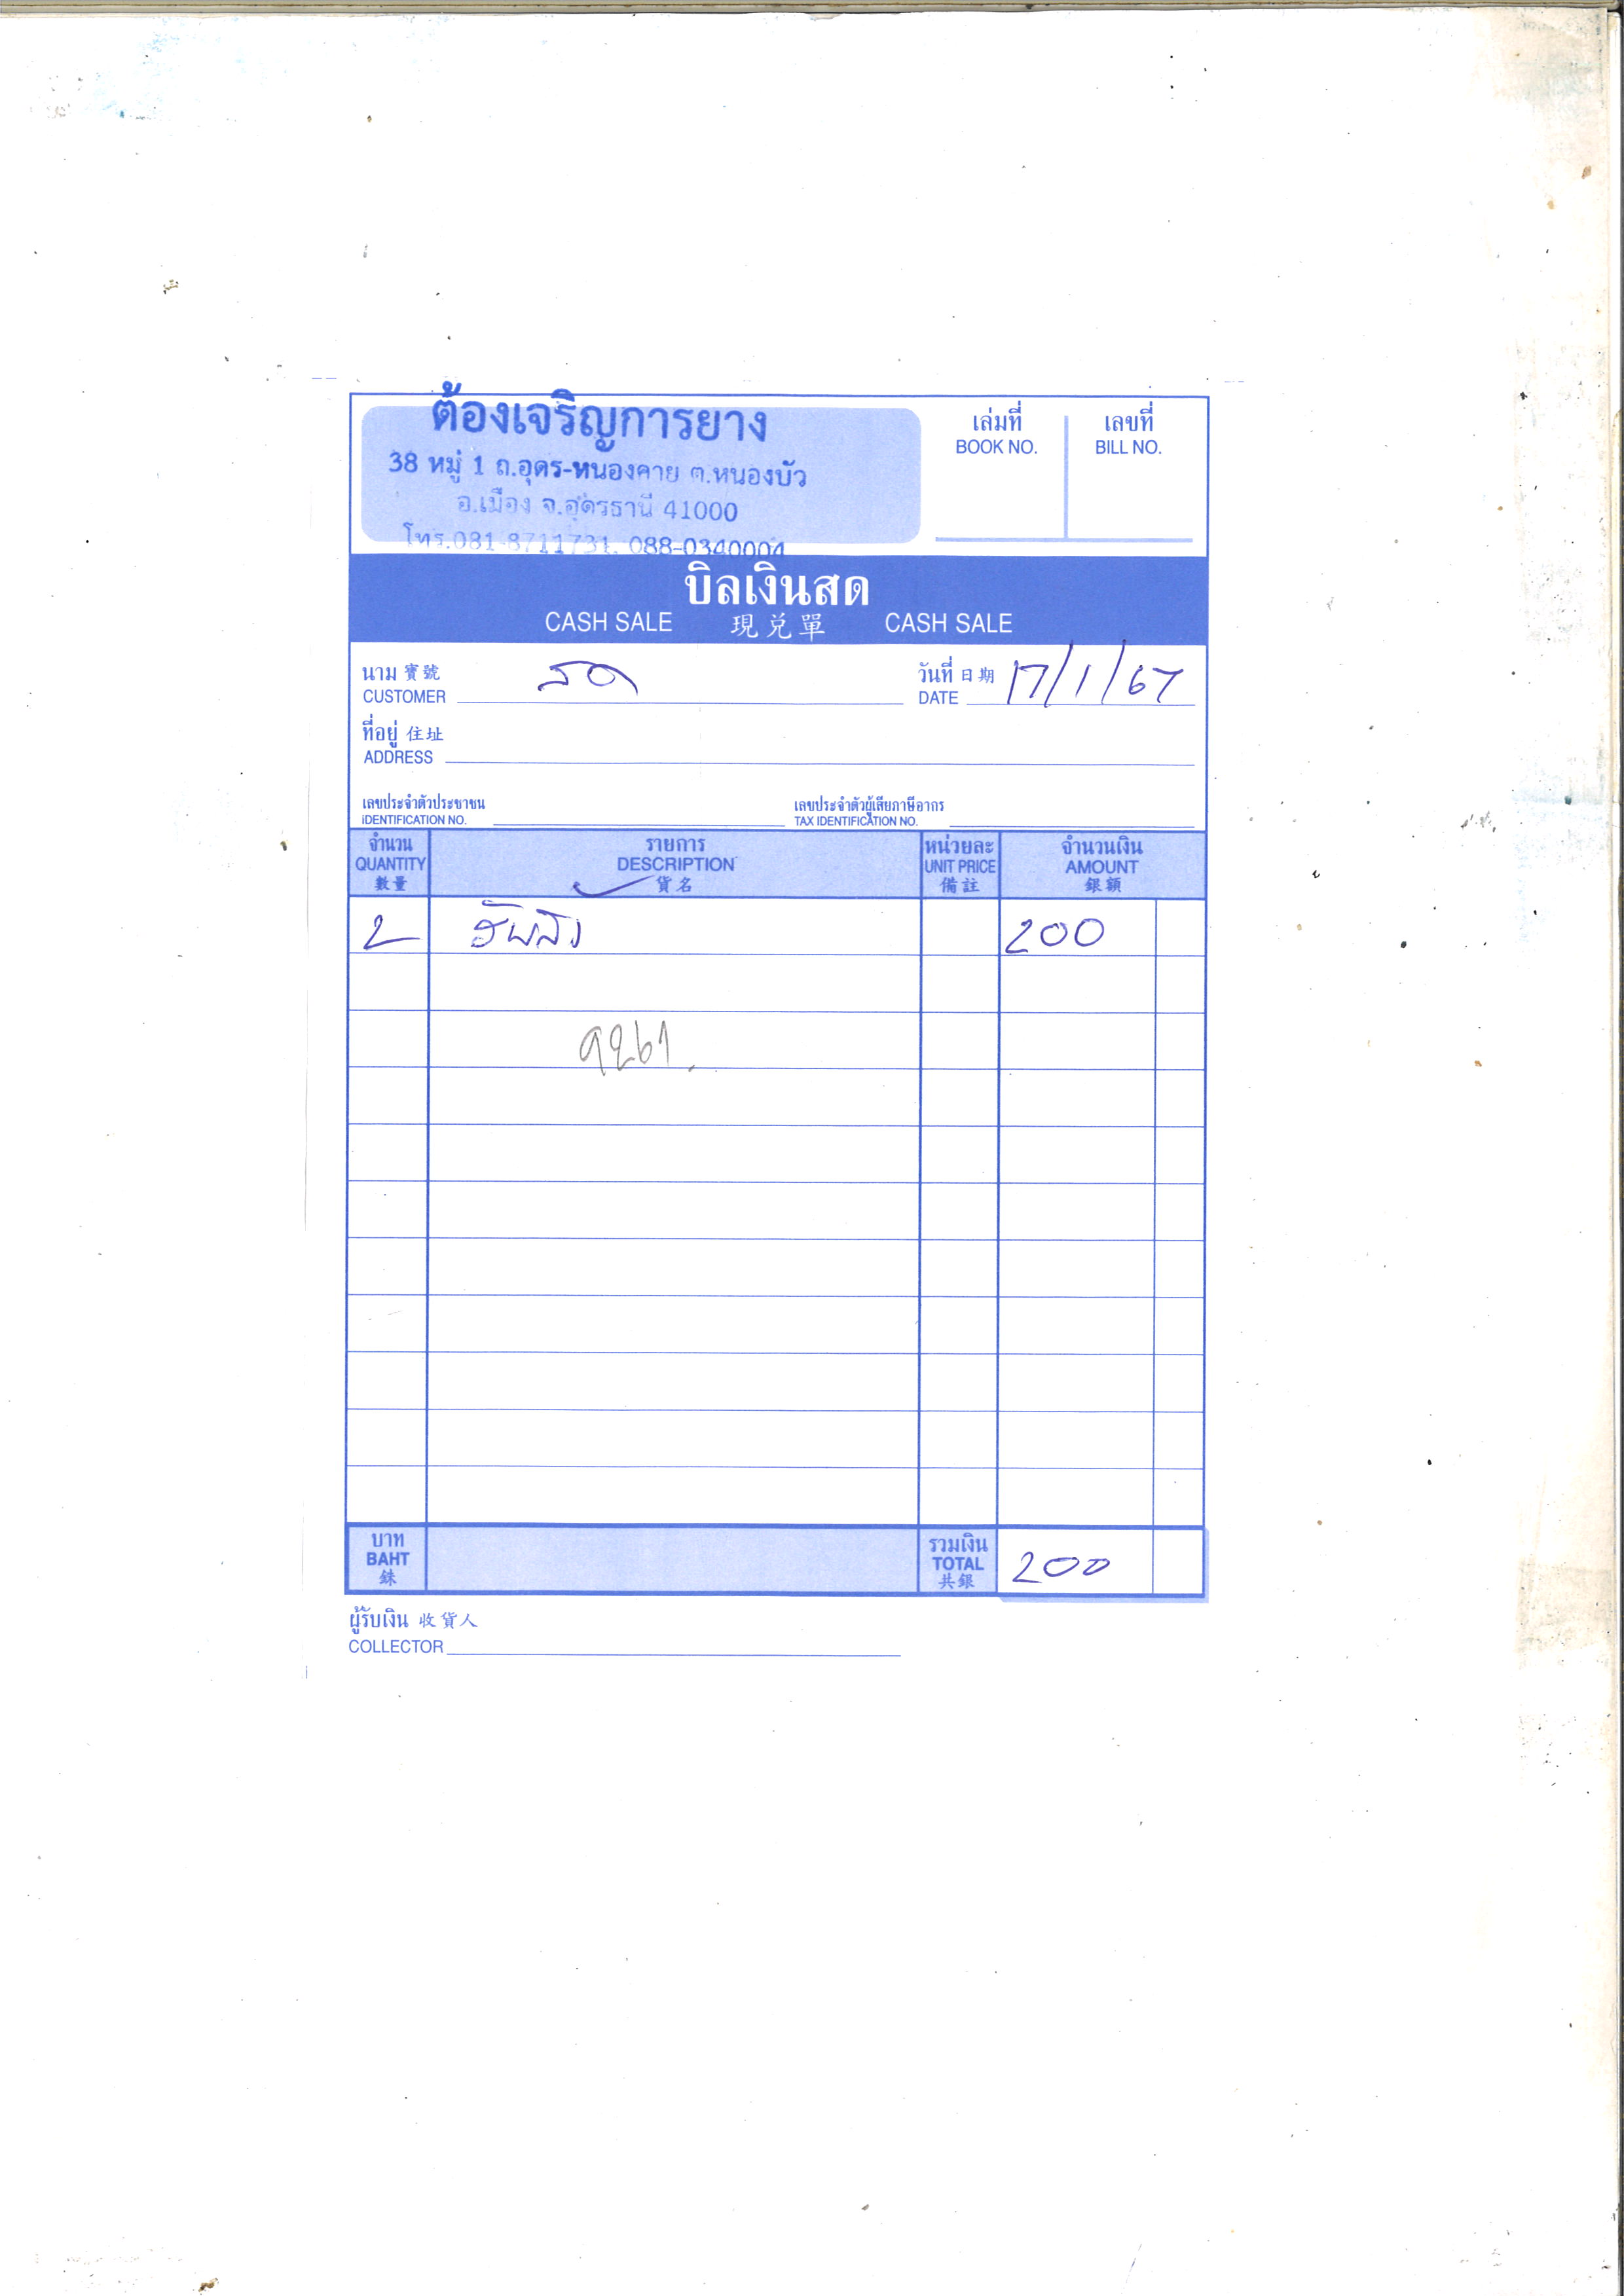 ต้องเจริญการยาง
38 หมู่ 1 ถ.อุดร-หนองคาย ต.หนองบัว
อ.เมือง จ.อุดรธานี 41000
โทร.081-8711731, 088-0340004
เล่มที่ เลขที่
BOOK NO. BILL NO.
บิลเงินสด
CASH SALE 現兌單 CASH SALE
นาม 寳號 สด วันที่ 日期 17/1/67
CUSTOMER DATE
ที่อยู่ 住址
ADDRESS
เลขประจำตัวประชาชน เลขประจำตัวผู้เสียภาษีอากร
IDENTIFICATION NO. TAX IDENTIFICATION NO.
จำนวน รายการ หน่วยละ จำนวนเงิน
QUANTITY DESCRIPTION UNIT PRICE AMOUNT
數量 貨名 備註 銀額
2 200
9261.
บาท รวมเงิน
BAHT TOTAL 200
銖 共銀
ผู้รับเงิน 收貨人
COLLECTOR